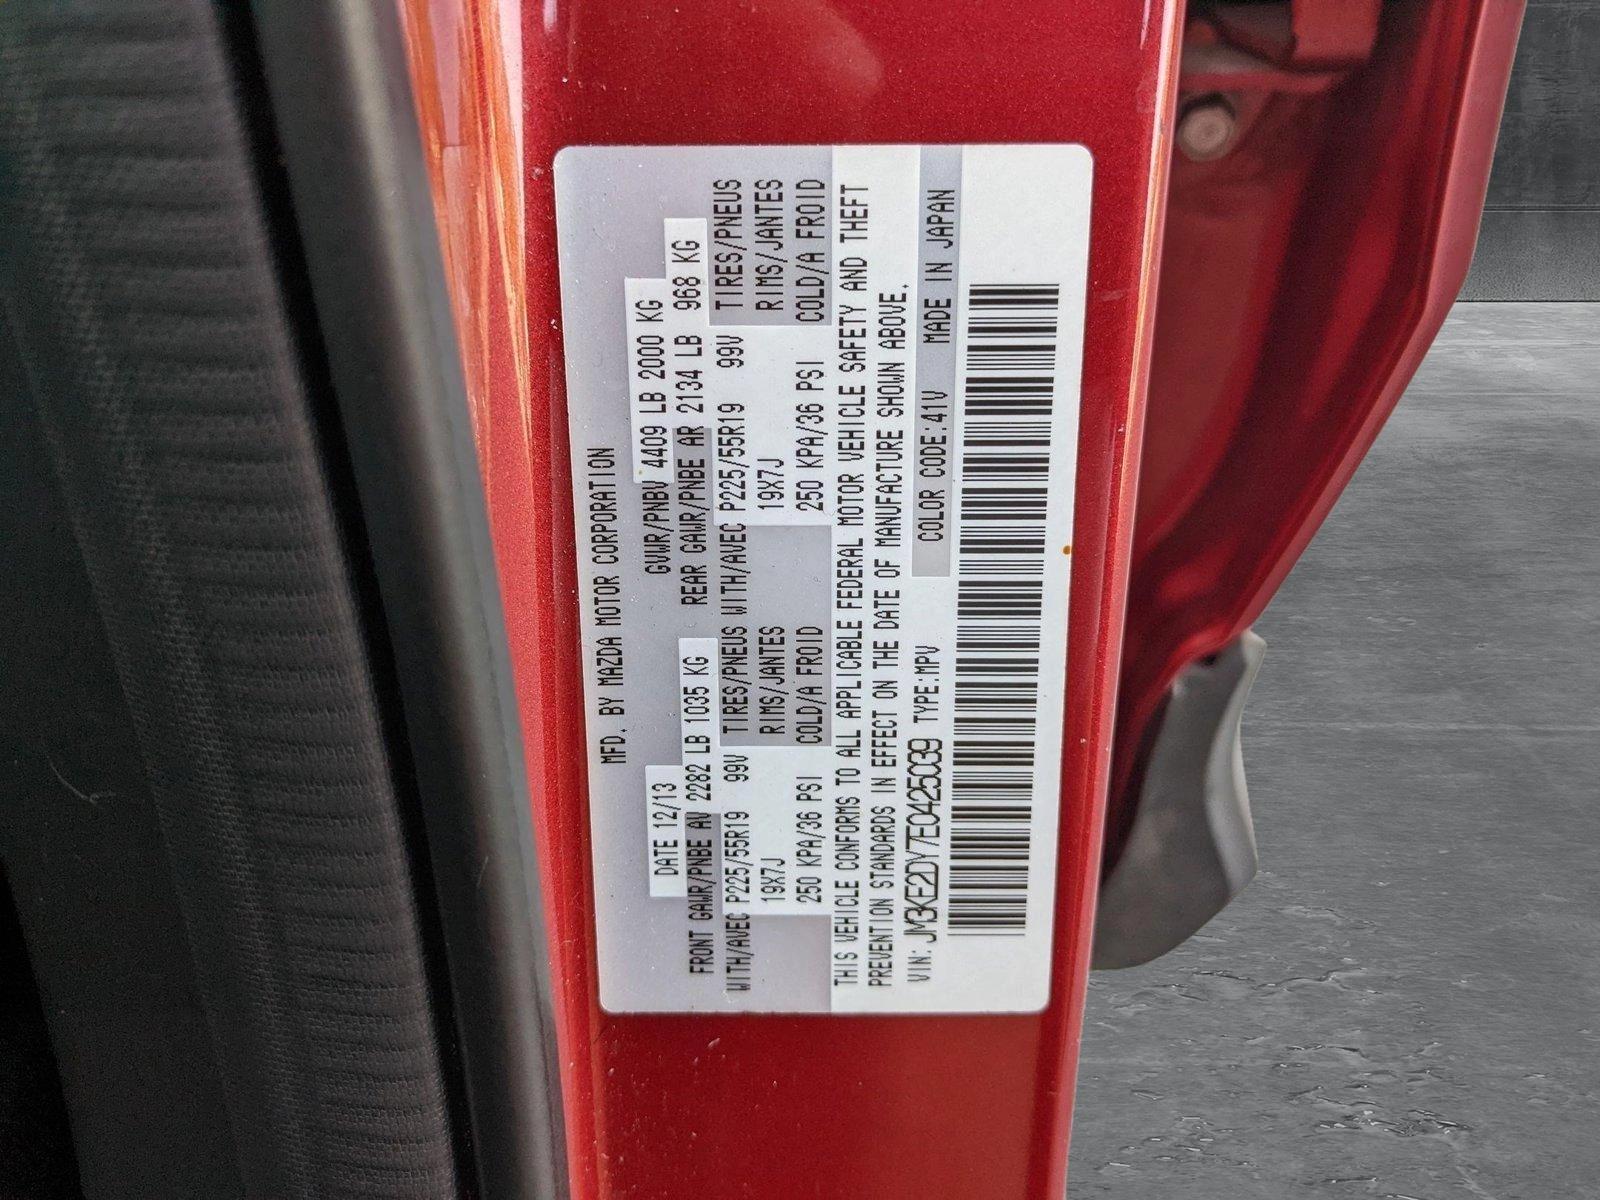 MFD. BY MAZDA MOTOR CORPORATION
DATE 12/13 GVWR/PNBV 4409 LB 2000 KG
FRONT GAWR/PNBE AV 2282 LB 1035 KG REAR GAWR/PNBE AR 2134 LB 968 KG
WITH/AVEC P225/55R19 99V TIRES/PNEUS WITH/AVEC P225/55R19 99V TIRES/PNEUS
19X7J RIMS/JANTES 19X7J RIMS/JANTES
250 KPA/36 PSI COLD/A FROID 250 KPA/36 PSI COLD/A FROID
THIS VEHICLE CONFORMS TO ALL APPLICABLE FEDERAL MOTOR VEHICLE SAFETY AND THEFT
PREVENTION STANDARDS IN EFFECT ON THE DATE OF MANUFACTURE SHOWN ABOVE.
VIN: JM3KE2DY7E0425039 TYPE:MPV COLOR CODE:41V MADE IN JAPAN